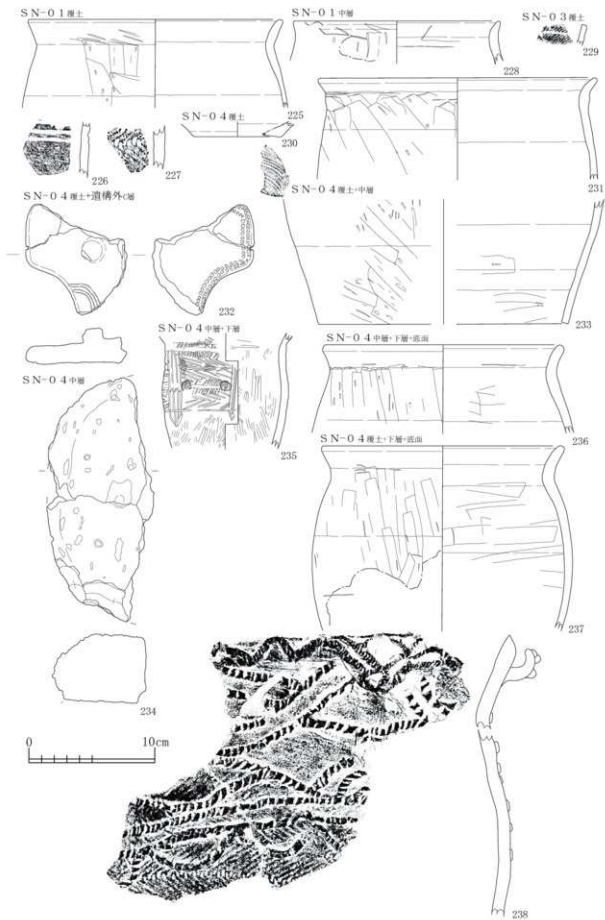 SN-01覆土
225
SN-01中層
228
SN-03覆土
229
226
227
SN-04覆土
230
231
SN-04覆土+遺構外C層
232
SN-04覆土・中層
233
SN-04中層
234
SN-04中層・下層
235
SN-04中層・下層・底面
236
SN-04覆土・下層・底面
237
0 10cm
238